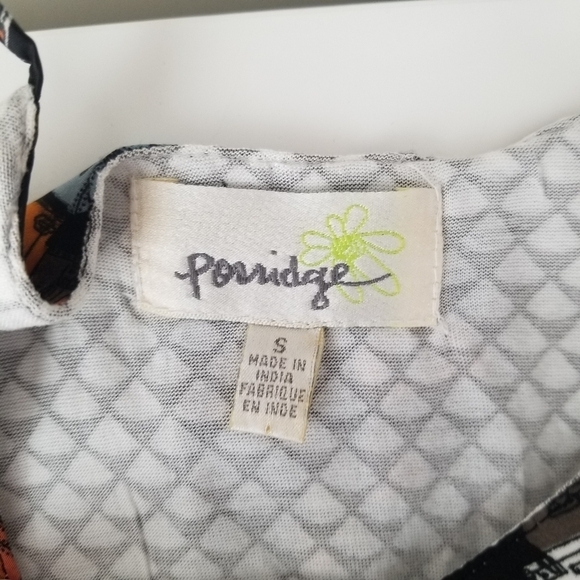 Porridge
S
MADE IN
INDIA
FABRIQUE
EN INDE